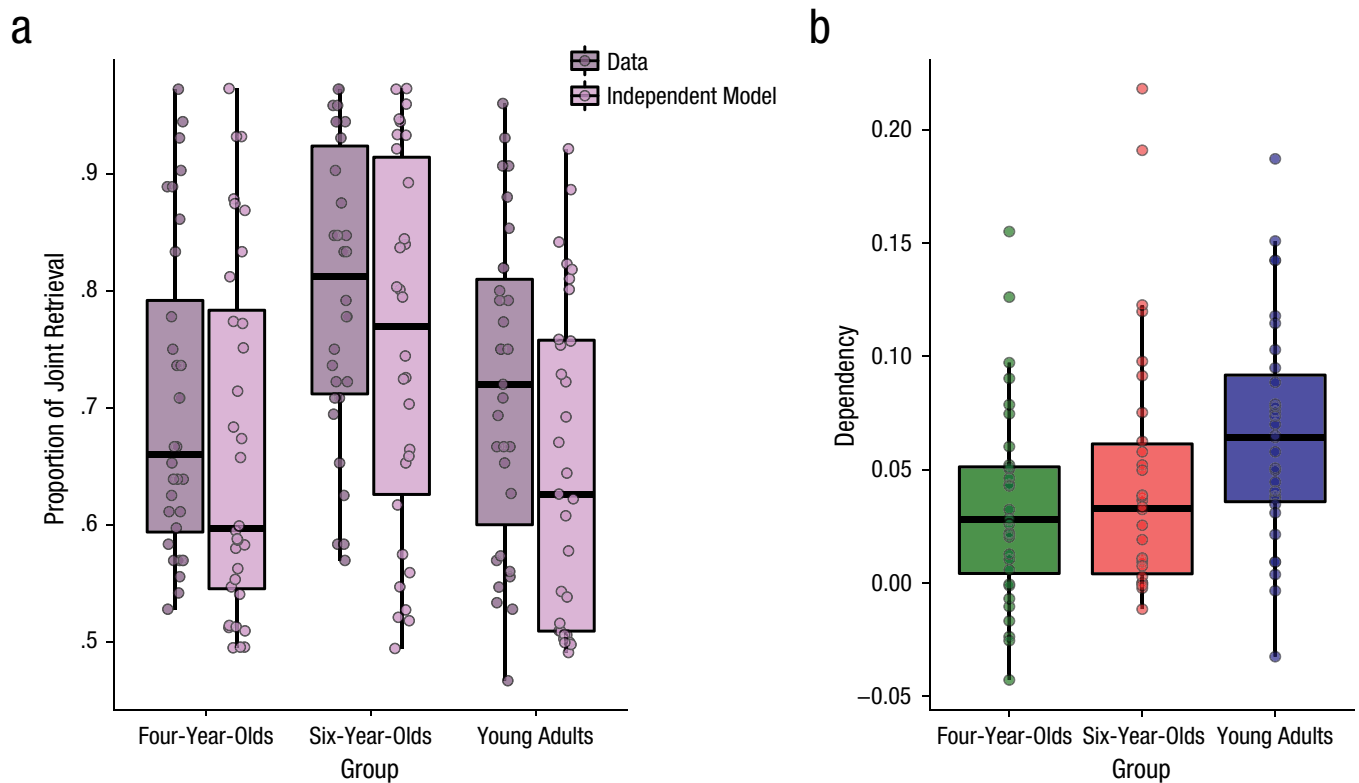 a
Data
Independent Model
Proportion of Joint Retrieval
.9
.8
.7
.6
.5
Four-Year-Olds
Six-Year-Olds
Young Adults
Group
b
Dependency
0.20
0.15
0.10
0.05
0.00
−0.05
Four-Year-Olds
Six-Year-Olds
Young Adults
Group